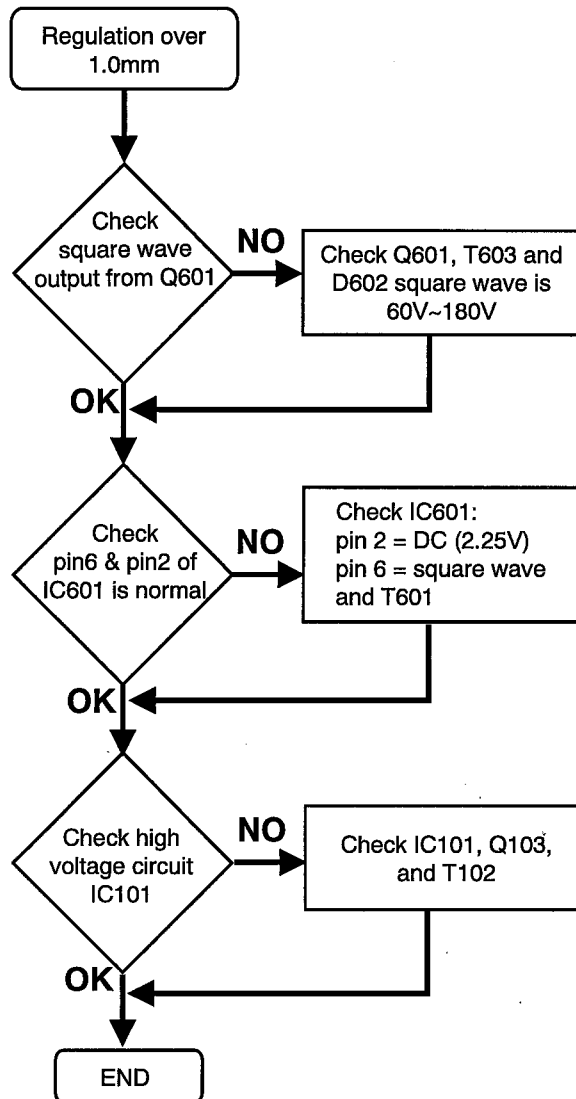 Regulation over
1.0mm
Check
square wave
output from Q601
NO
Check Q601, T603 and
D602 square wave is
60V~180V
OK
Check
pin6 & pin2 of
IC601 is normal
NO
Check IC601:
pin 2 = DC (2.25V)
pin 6 = square wave
and T601
OK
Check high
voltage circuit
IC101
NO
Check IC101, Q103,
and T102
OK
END